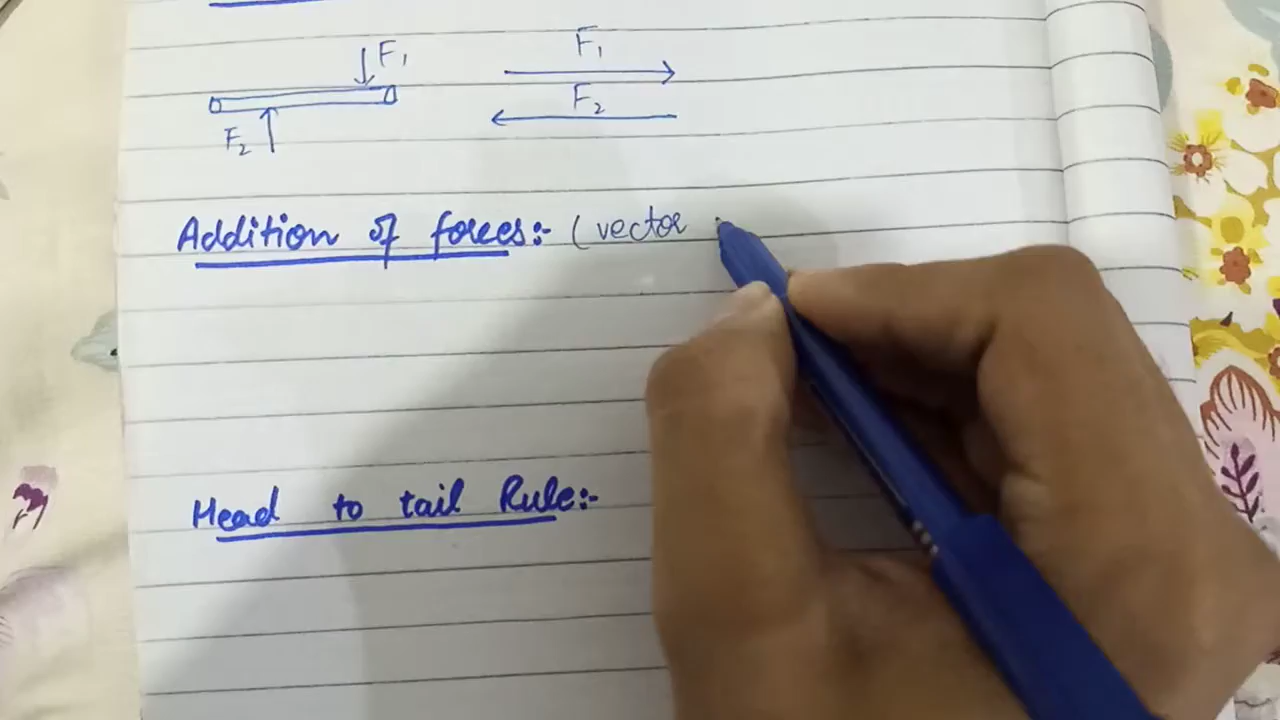 F₁
F₁
F₂
F₂
Addition of forces:- (vector
Head to tail Rule:-